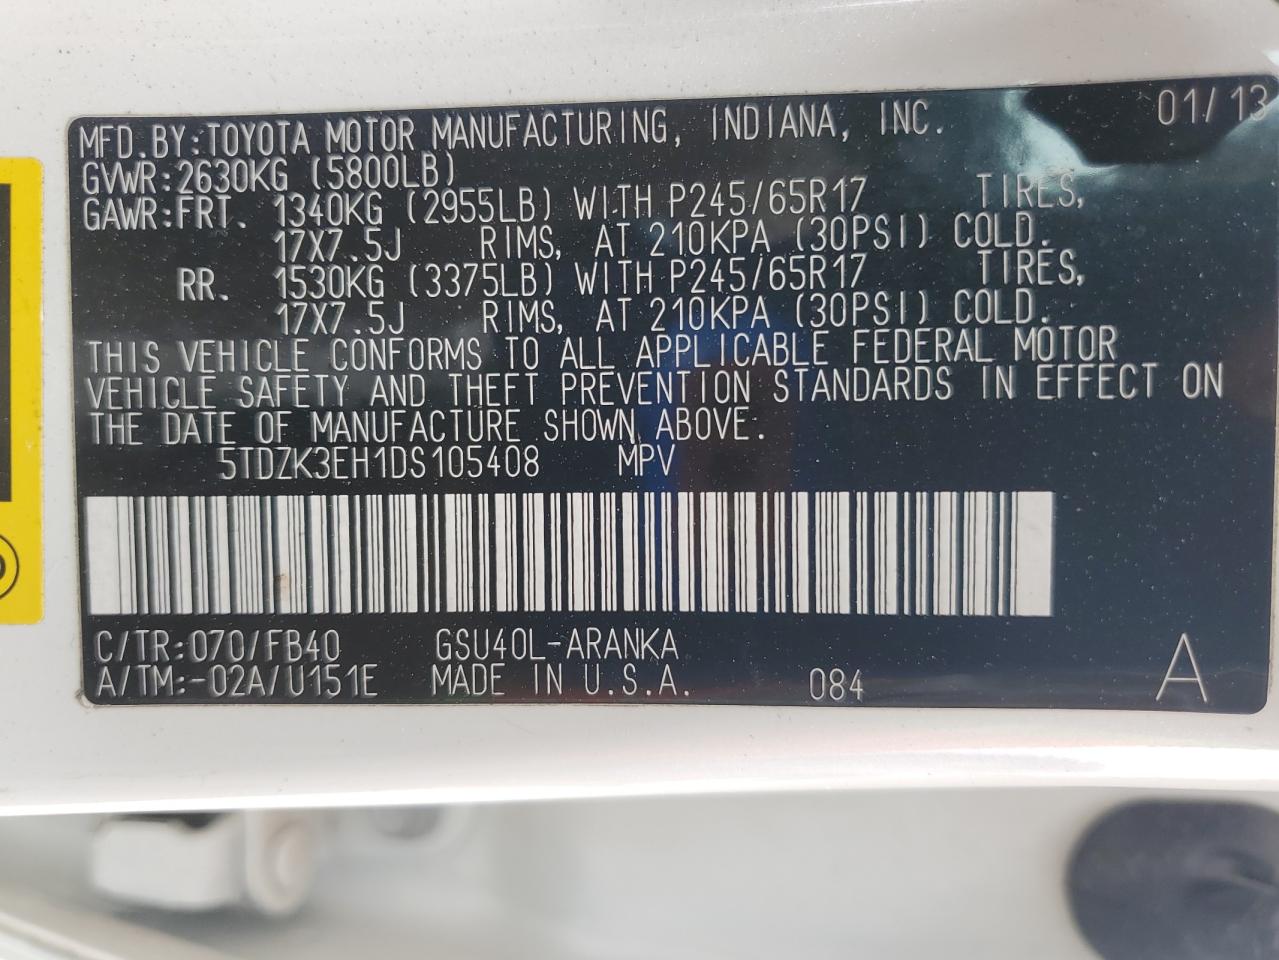 MFD.BY:TOYOTA MOTOR MANUFACTURING, INDIANA, INC. 01/13
GVWR:2630KG (5800LB)
GAWR:FRT. 1340KG (2955LB) WITH P245/65R17 TIRES,
17X7.5J RIMS, AT 210KPA (30PSI) COLD.
RR. 1530KG (3375LB) WITH P245/65R17 TIRES,
17X7.5J RIMS, AT 210KPA (30PSI) COLD.
THIS VEHICLE CONFORMS TO ALL APPLICABLE FEDERAL MOTOR
VEHICLE SAFETY AND THEFT PREVENTION STANDARDS IN EFFECT ON
THE DATE OF MANUFACTURE SHOWN ABOVE.
5TDZK3EH1DS105408 MPV
C/TR:070/FB40 GSU40L-ARANKA
A/TM:-02A/U151E MADE IN U.S.A. 084 A